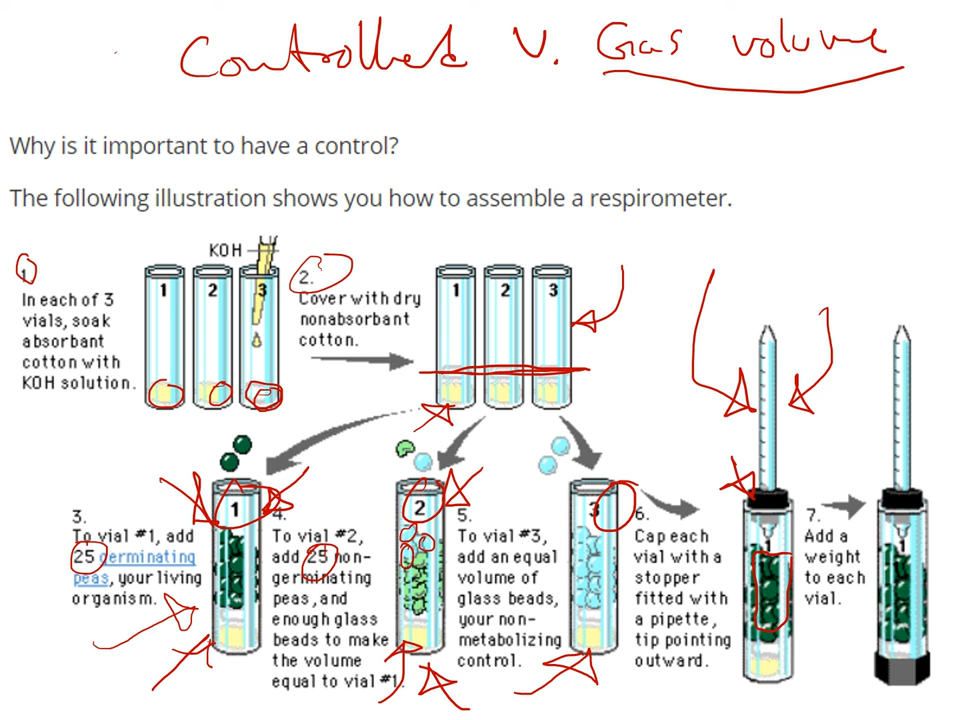 Controlled V. Gas volume
Why is it important to have a control?
The following illustration shows you how to assemble a respirometer.
KOH
1.
In each of 3
vials, soak
absorbant
cotton with
KOH solution.
1 2 3
2.
Cover with dry
nonabsorbant
cotton.
1 2 3
3.
To vial #1, add
25 germinating
peas, your living
organism.
1
4.
To vial #2,
add 25 non-
germinating
peas, and
enough glass
beads to make
the volume
equal to vial #1.
2
5.
To vial #3,
add an equal
volume of
glass beads,
your non-
metabolizing
control.
3
6.
Cap each
vial with a
stopper
fitted with
a pipette,
tip pointing
outward.
1
7.
Add a
weight
to each
vial.
1